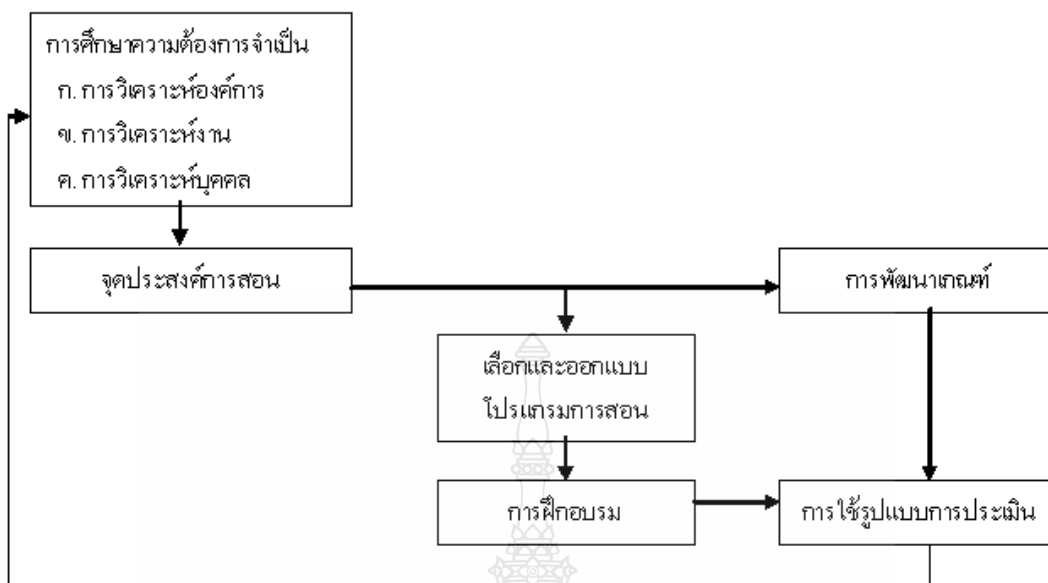 การศึกษาความต้องการจำเป็น
ก. การวิเคราะห์องค์การ
ข. การวิเคราะห์งาน
ค. การวิเคราะห์บุคคล
จุดประสงค์การสอน
การพัฒนาเกณฑ์
เลือกและออกแบบ
โปรแกรมการสอน
การฝึกอบรม
การใช้รูปแบบการประเมิน